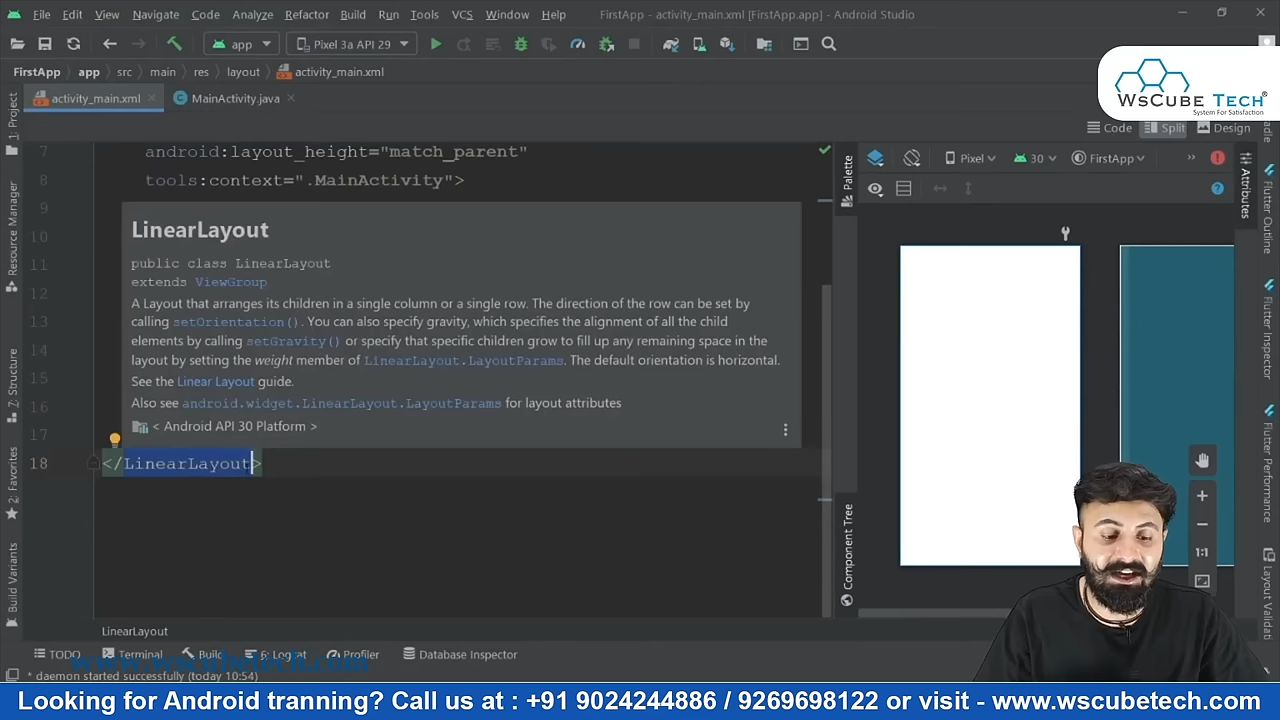 File Edit View Navigate Code Analyze Refactor Build Run Tools VCS Window Help FirstApp - activity_main.xml [FirstApp.app] - Android Studio
app Pixel 3a API 29
FirstApp app src main res layout activity_main.xml
WsCube Tech®
System For Satisfaction
activity_main.xml MainActivity.java
Code Split Design
7 android:layout_height="match_parent"
8 tools:context=".MainActivity">
9
10
11
12
13
14
15
16
17
18 </LinearLayout>
LinearLayout
public class LinearLayout
extends ViewGroup
A Layout that arranges its children in a single column or a single row. The direction of the row can be set by
calling setOrientation(). You can also specify gravity, which specifies the alignment of all the child
elements by calling setGravity() or specify that specific children grow to fill up any remaining space in the
layout by setting the weight member of LinearLayout.LayoutParams. The default orientation is horizontal.
See the Linear Layout guide.
Also see android.widget.LinearLayout.LayoutParams for layout attributes
< Android API 30 Platform >
Pixel 30 FirstApp
1: Project
Resource Manager
7: Structure
2: Favorites
Build Variants
Palette
Component Tree
Attributes
Flutter Outline
Flutter Inspector
Flutter Performance
Layout Validati
1:1
LinearLayout
TODO Terminal Build 6: Logcat Profiler Database Inspector
www.wscubetech.com
* daemon started successfully (today 10:54)
Looking for Android tranning? Call us at : +91 9024244886 / 9269698122 or visit - www.wscubetech.com